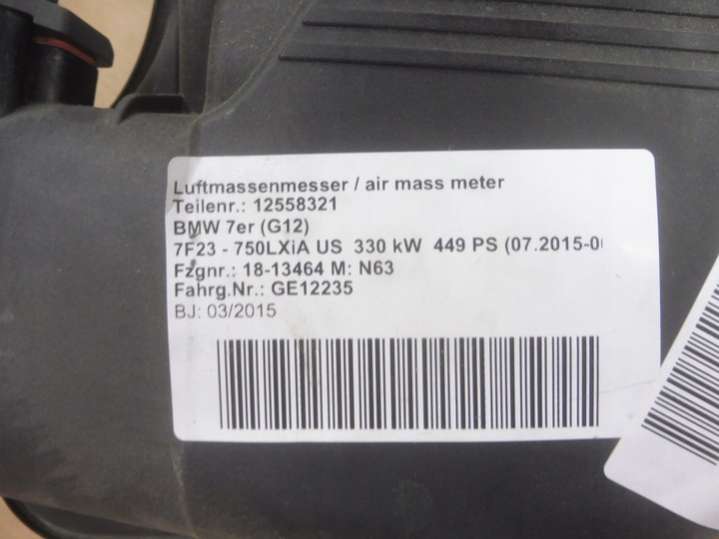 Luftmassenmesser / air mass meter
Teilenr.: 12558321
BMW 7er (G12)
7F23 - 750LXiA US 330 kW 449 PS (07.2015-0
Fzgnr.: 18-13464 M: N63
Fahrg.Nr.: GE12235
BJ: 03/2015